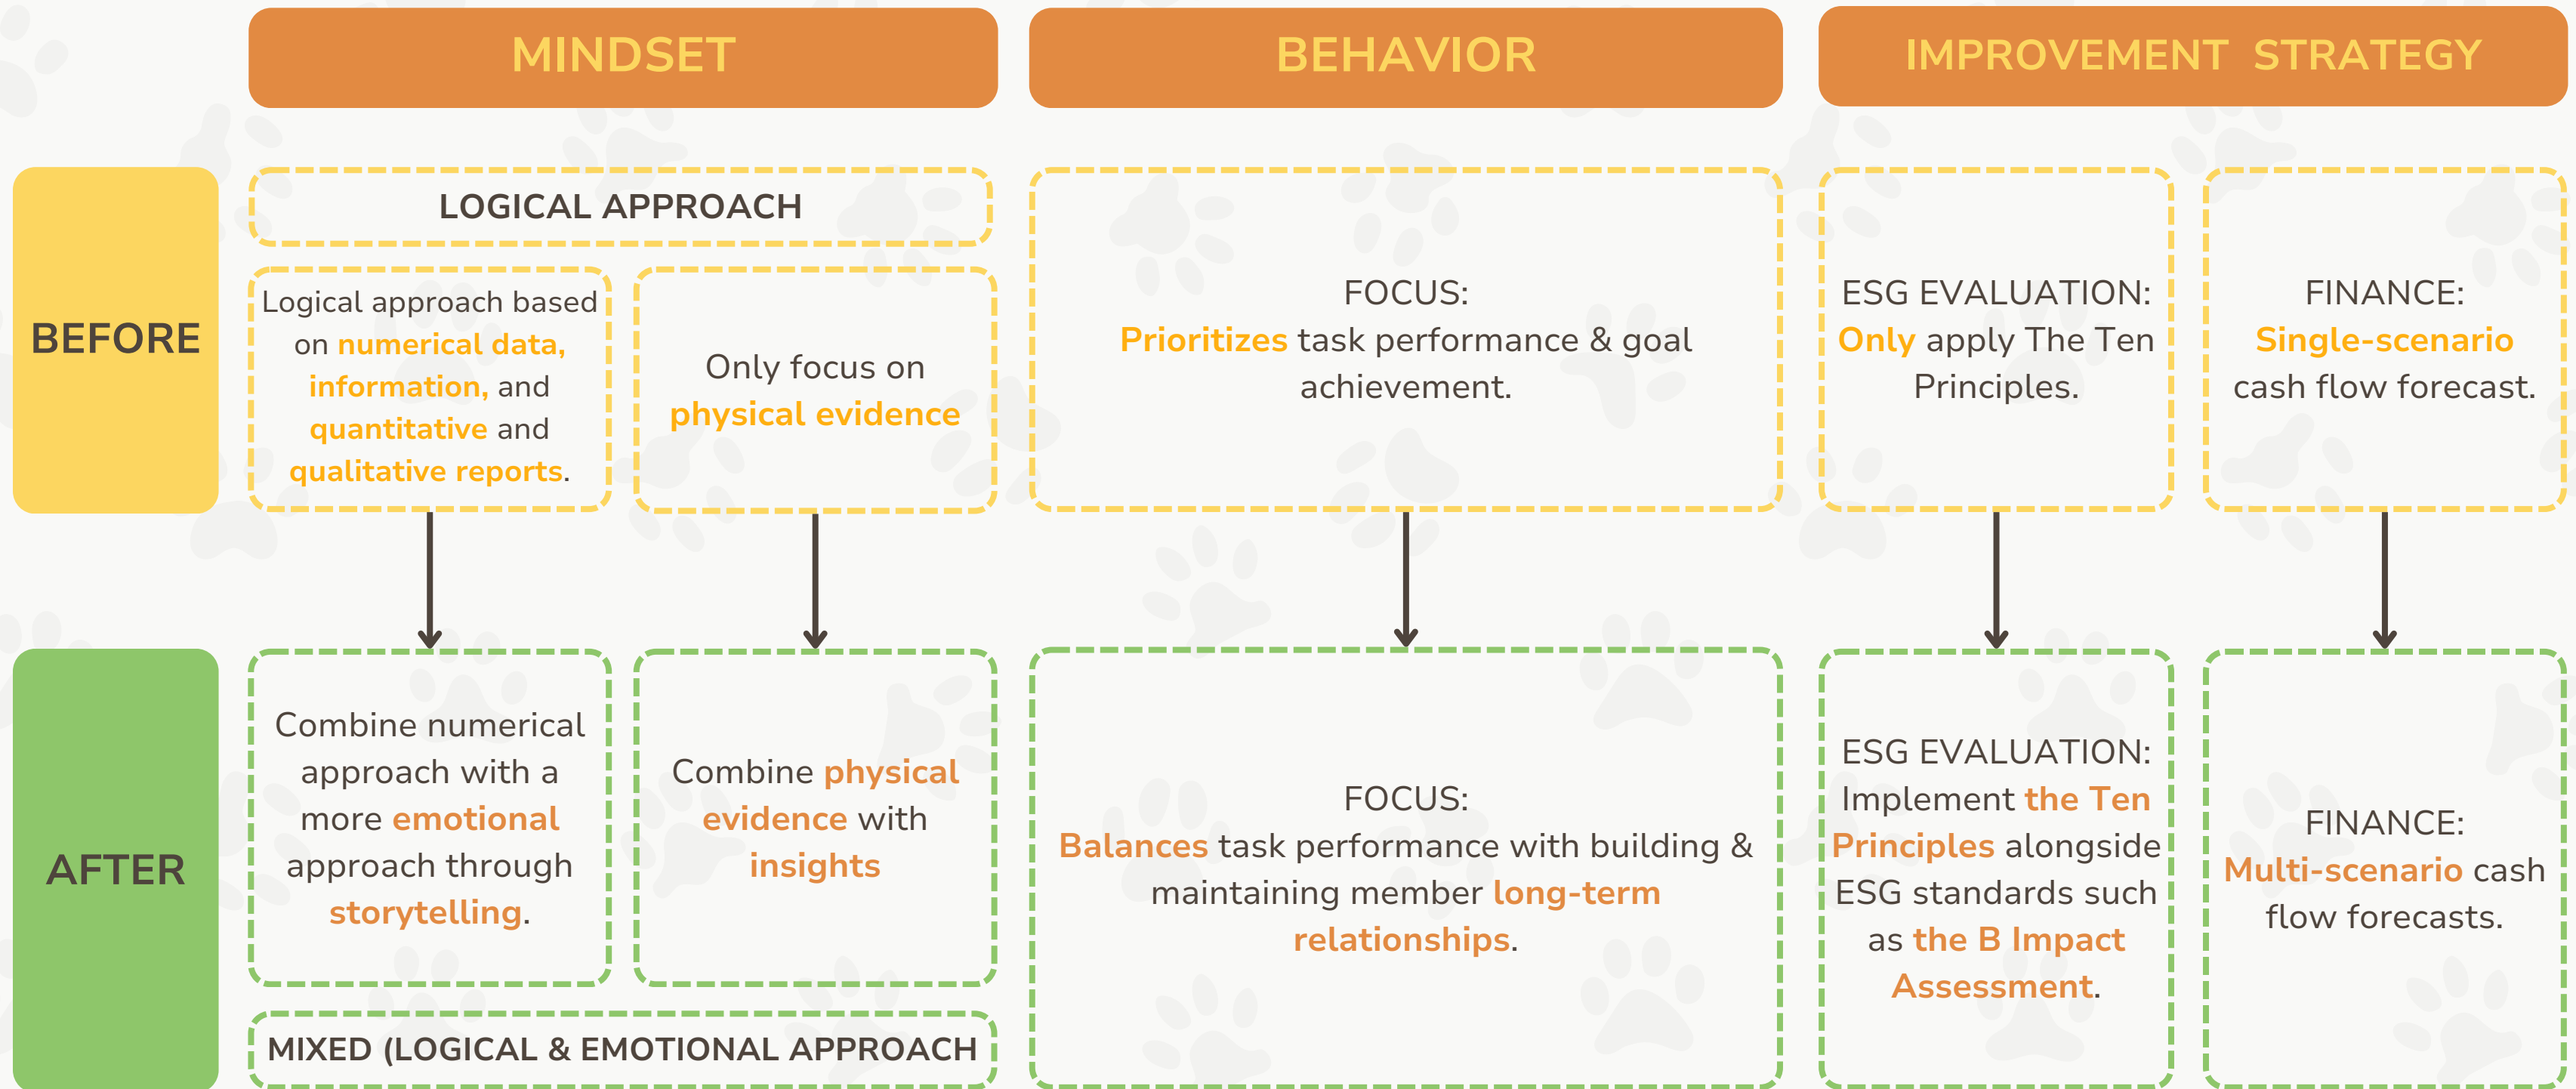 MINDSET
BEHAVIOR
IMPROVEMENT STRATEGY
BEFORE
LOGICAL APPROACH
Logical approach based
on numerical data,
information, and
quantitative and
qualitative reports.
Only focus on
physical evidence
FOCUS:
Prioritizes task performance & goal
achievement.
ESG EVALUATION:
Only apply The Ten
Principles.
FINANCE:
Single-scenario
cash flow forecast.
AFTER
Combine numerical
approach with a
more emotional
approach through
storytelling.
Combine physical
evidence with
insights
MIXED (LOGICAL & EMOTIONAL APPROACH
FOCUS:
Balances task performance with building &
maintaining member long-term
relationships.
ESG EVALUATION:
Implement the Ten
Principles alongside
ESG standards such
as the B Impact
Assessment.
FINANCE:
Multi-scenario cash
flow forecasts.